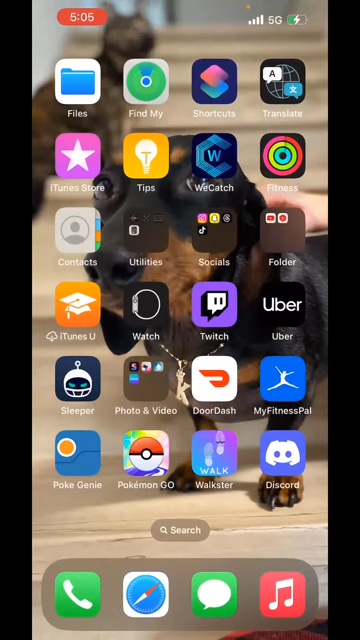 5:05
5G
Files Find My Shortcuts Translate
iTunes Store Tips WeCatch Fitness
Contacts Utilities Socials Folder
Uber
iTunes U Watch Twitch Uber
Sleeper Photo & Video DoorDash MyFitnessPal
WALK
Poke Genie Pokémon GO Walkster Discord
Search